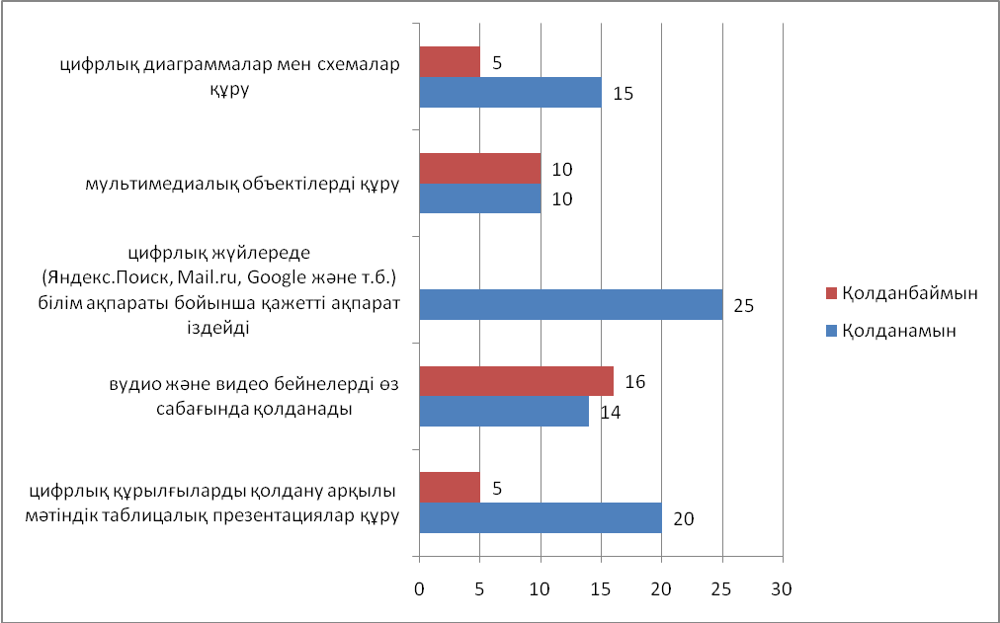 цифрлық диаграммалар мен схемалар
құру
5
15
мультимедиалық объектілерді құру
10
10
цифрлық жүйлереде
(Яндекс.Поиск, Mail.ru, Google және т.б.)
білім ақпараты бойынша қажетті ақпарат
іздейді
25
вудио және видео бейнелерді өз
сабағында қолданады
16
14
цифрлық құрылғыларды қолдану арқылы
мәтіндік таблицалық презентациялар құру
5
20
0 5 10 15 20 25 30
Қолданбаймын
Қолданамын